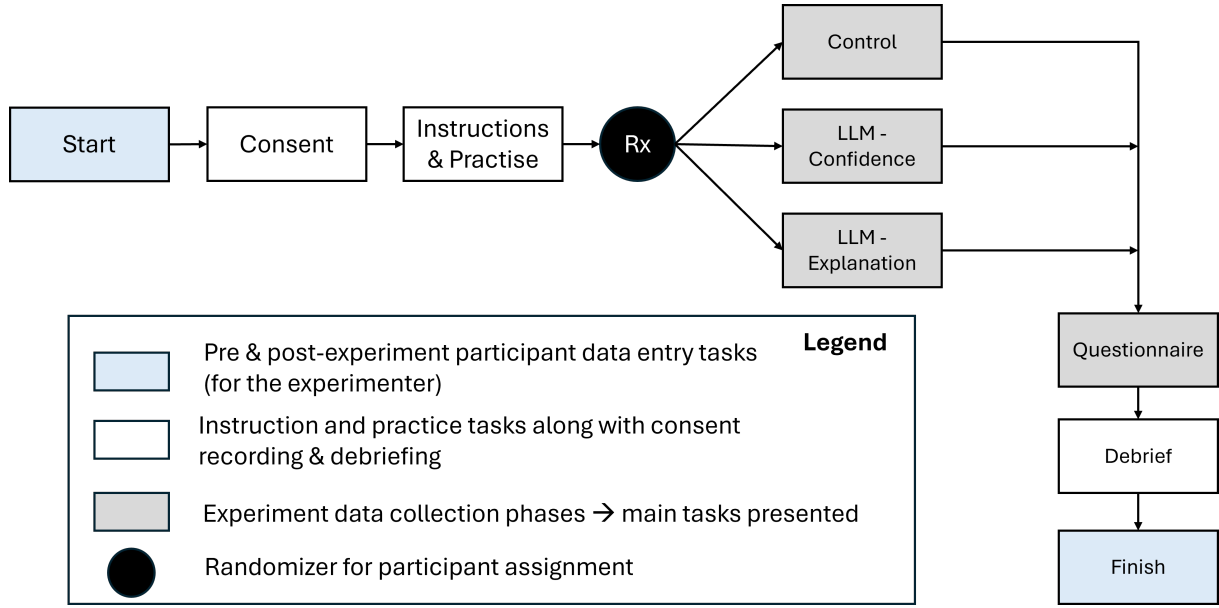 Start
Consent
Instructions
& Practise
Rx
Control
LLM -
Confidence
LLM -
Explanation
Questionnaire
Debrief
Finish
Legend
Pre & post-experiment participant data entry tasks
(for the experimenter)
Instruction and practice tasks along with consent
recording & debriefing
Experiment data collection phases → main tasks presented
Randomizer for participant assignment